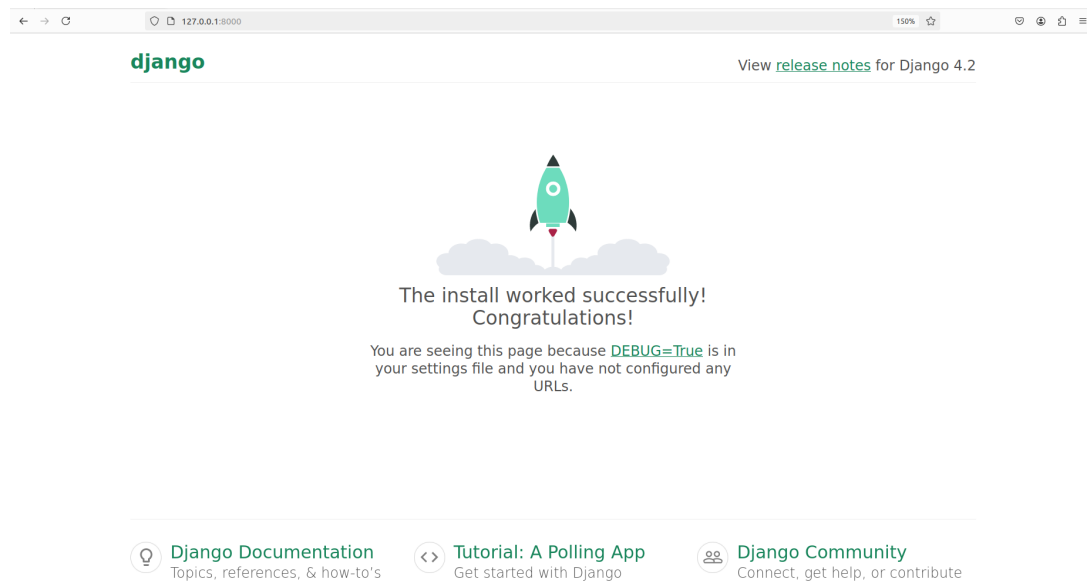 127.0.0.1:8000
150%
django
View release notes for Django 4.2
The install worked successfully!
Congratulations!
You are seeing this page because DEBUG=True is in
your settings file and you have not configured any
URLs.
Django Documentation
Topics, references, & how-to's
Tutorial: A Polling App
Get started with Django
Django Community
Connect, get help, or contribute